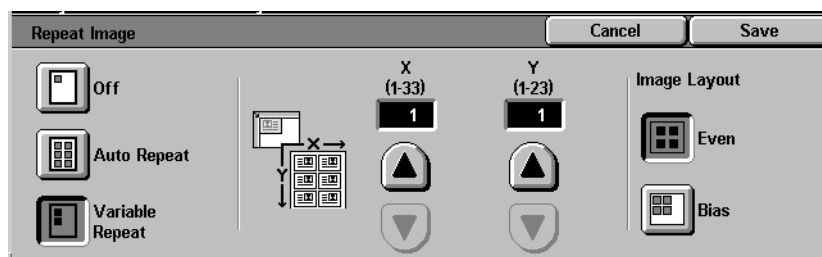 Repeat Image
Cancel
Save
Off
Auto Repeat
Variable
Repeat
X
Y
X
(1-33)
1
Y
(1-23)
1
Image Layout
Even
Bias